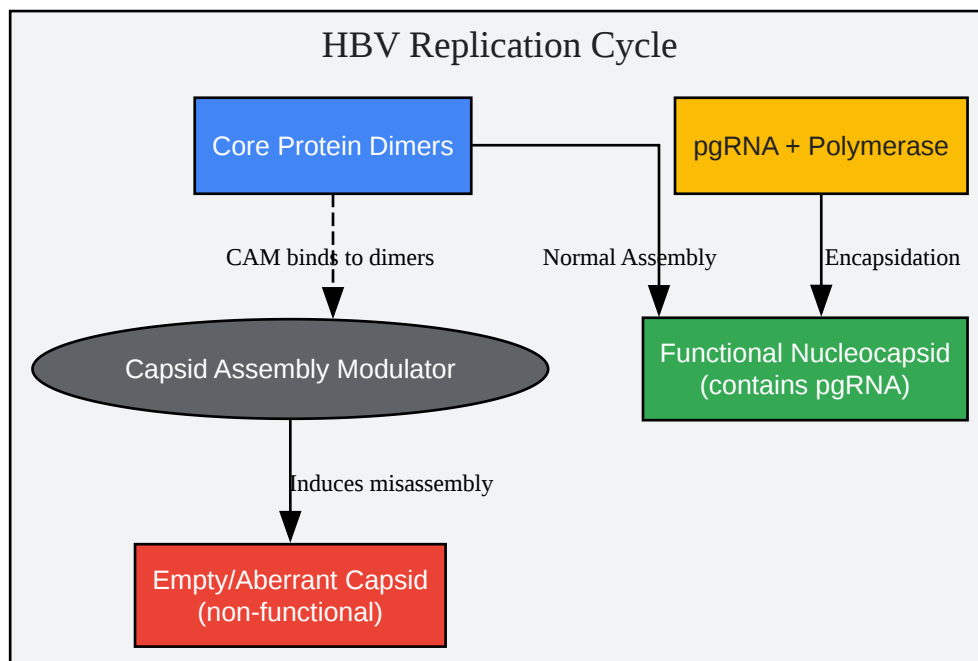 HBV Replication Cycle
Core Protein Dimers
pgRNA + Polymerase
CAM binds to dimers
Normal Assembly
Encapsidation
Capsid Assembly Modulator
Functional Nucleocapsid
(contains pgRNA)
Induces misassembly
Empty/Aberrant Capsid
(non-functional)